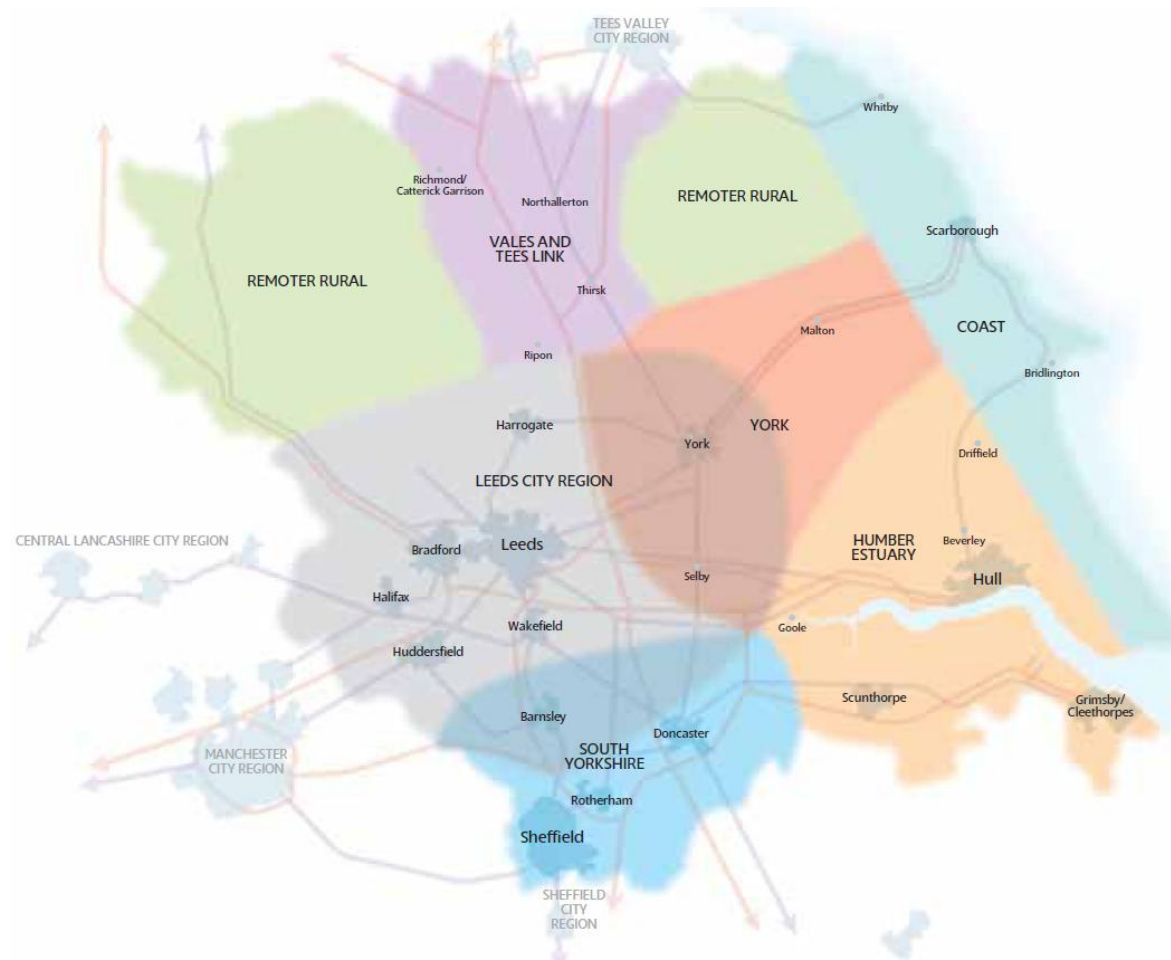 TEES VALLEY
CITY REGION
Whitby
Richmond/
Catterick Garrison
Northallerton
REMOTER RURAL
Scarborough
VALES AND
TEES LINK
REMOTER RURAL
Thirsk
Malton
COAST
Ripon
Bridlington
Harrogate
York
YORK
Driffield
LEEDS CITY REGION
CENTRAL LANCASHIRE CITY REGION
Bradford
Leeds
HUMBER
ESTUARY
Beverley
Selby
Hull
Halifax
Wakefield
Goole
Huddersfield
Scunthorpe
Grimsby/
Cleethorpes
Barnsley
Doncaster
MANCHESTER
CITY REGION
SOUTH
YORKSHIRE
Rotherham
Sheffield
SHEFFIELD
CITY
REGION